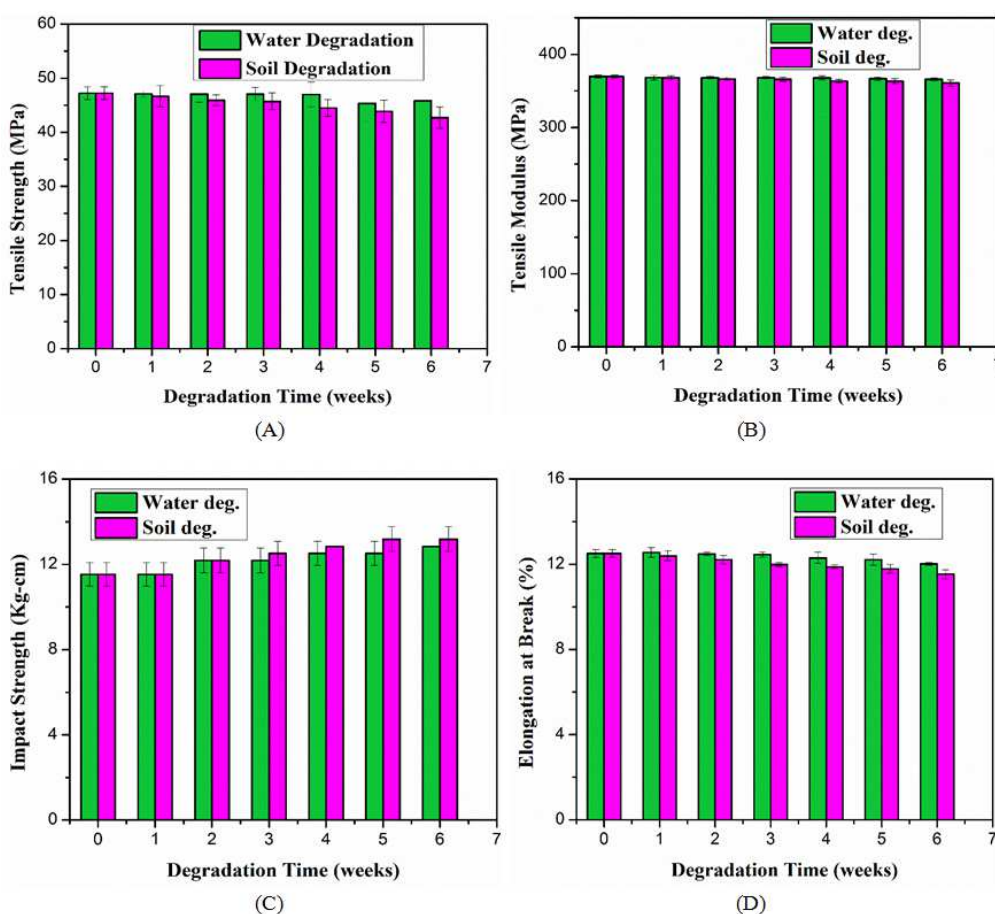 Water Degradation
Soil Degradation
Tensile Strength (MPa)
60
50
40
30
20
10
0
0 1 2 3 4 5 6 7
Degradation Time (weeks)
(A)
Water deg.
Soil deg.
Tensile Modulus (MPa)
400
300
200
100
0
0 1 2 3 4 5 6 7
Degradation Time (weeks)
(B)
Water deg.
Soil deg.
Impact Strength (Kg-cm)
16
12
8
4
0
0 1 2 3 4 5 6 7
Degradation Time (weeks)
(C)
Water deg.
Soil deg.
Elongation at Break (%)
16
12
8
4
0
0 1 2 3 4 5 6 7
Degradation Time (weeks)
(D)